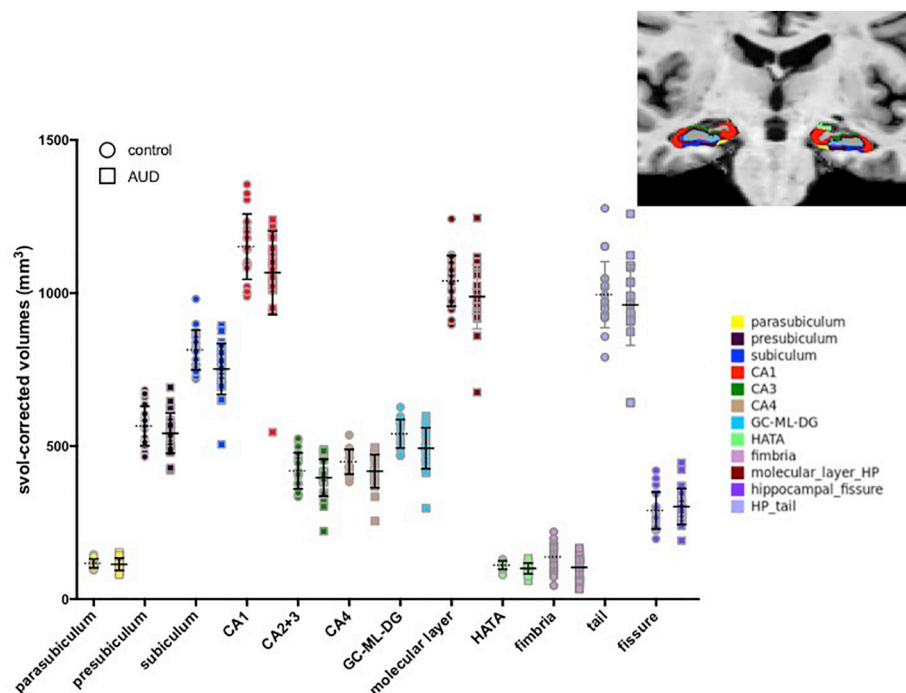 svol-corrected volumes (mm³)
1500
1000
500
0
control
AUD
parasubiculum
presubiculum
subiculum
CA1
CA2+3
CA4
GC-ML-DG
molecular layer
HATA
fimbria
tail
fissure
parasubiculum
presubiculum
subiculum
CA1
CA3
CA4
GC-ML-DG
HATA
fimbria
molecular_layer_HP
hippocampal_fissure
HP_tail